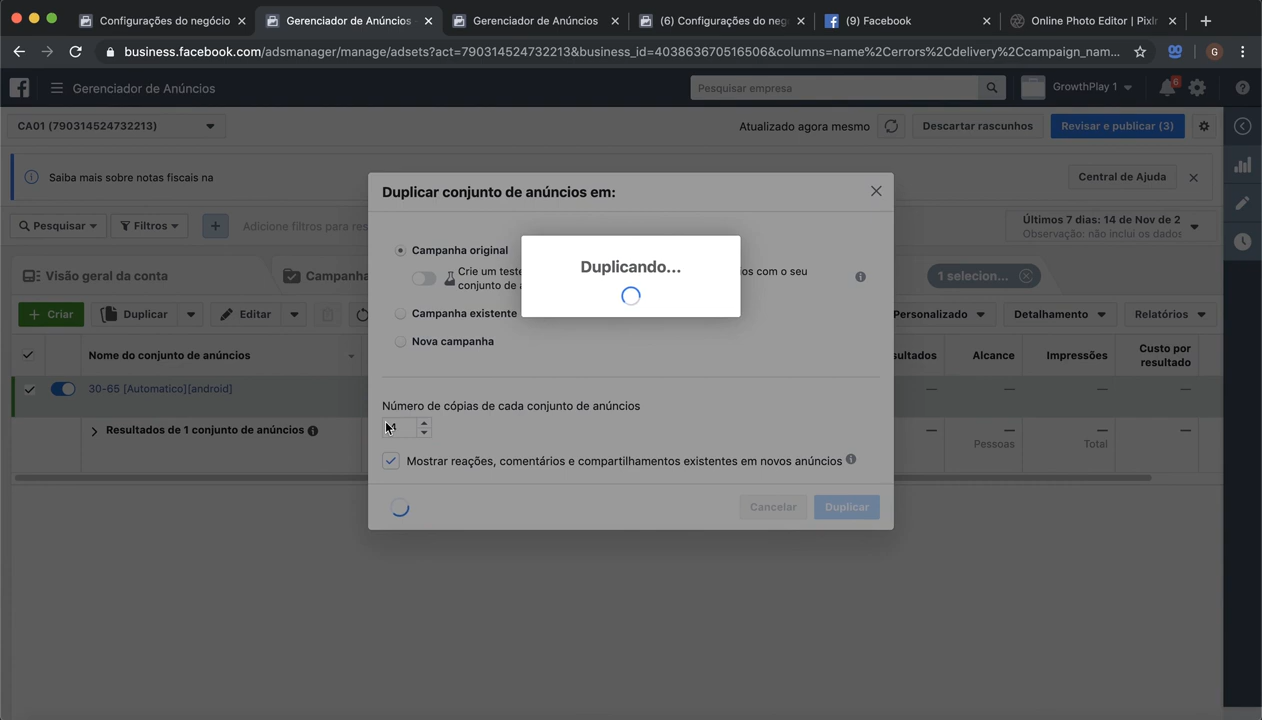 Configurações do negócio
Gerenciador de Anúncios
Gerenciador de Anúncios
(6) Configurações do neg
(9) Facebook
Online Photo Editor | Pixlr
business.facebook.com/adsmanager/manage/adsets?act=790314524732213&business_id=403863670516506&columns=name%2Cerrors%2Cdelivery%2Ccampaign_nam...
G
Gerenciador de Anúncios
Pesquisar empresa
GrowthPlay 1
6
CA01 (790314524732213)
Atualizado agora mesmo
Descartar rascunhos
Revisar e publicar (3)
Saiba mais sobre notas fiscais na
Central de Ajuda
Pesquisar
Filtros
Adicione filtros para res
Últimos 7 dias: 14 de Nov de 2
Observação: não inclui os dados
Visão geral da conta
Campanha
1 selecion...
Criar
Duplicar
Editar
Personalizado
Detalhamento
Relatórios
Nome do conjunto de anúncios
sultados
Alcance
Impressões
Custo por
resultado
30-65 [Automatico][android]
—
—
—
—
Resultados de 1 conjunto de anúncios
—
—
—
—
Pessoas
Total
Duplicar conjunto de anúncios em:
Campanha original
Crie um teste
os com o seu
conjunto de a
Campanha existente
Nova campanha
Duplicando...
Número de cópias de cada conjunto de anúncios
Mostrar reações, comentários e compartilhamentos existentes em novos anúncios
Cancelar
Duplicar